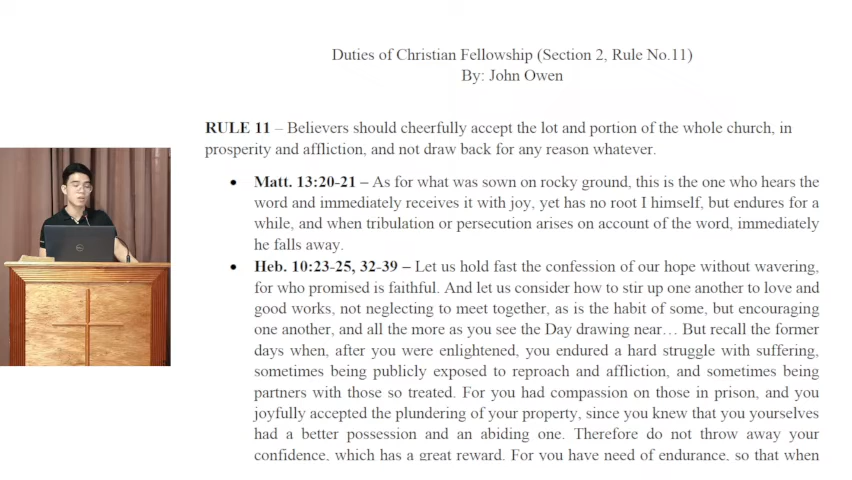 Duties of Christian Fellowship (Section 2, Rule No.11)
By: John Owen
RULE 11 – Believers should cheerfully accept the lot and portion of the whole church, in
prosperity and affliction, and not draw back for any reason whatever.
• Matt. 13:20-21 – As for what was sown on rocky ground, this is the one who hears the
word and immediately receives it with joy, yet has no root I himself, but endures for a
while, and when tribulation or persecution arises on account of the word, immediately
he falls away.
• Heb. 10:23-25, 32-39 – Let us hold fast the confession of our hope without wavering,
for who promised is faithful. And let us consider how to stir up one another to love and
good works, not neglecting to meet together, as is the habit of some, but encouraging
one another, and all the more as you see the Day drawing near… But recall the former
days when, after you were enlightened, you endured a hard struggle with suffering,
sometimes being publicly exposed to reproach and affliction, and sometimes being
partners with those so treated. For you had compassion on those in prison, and you
joyfully accepted the plundering of your property, since you knew that you yourselves
had a better possession and an abiding one. Therefore do not throw away your
confidence, which has a great reward. For you have need of endurance, so that when